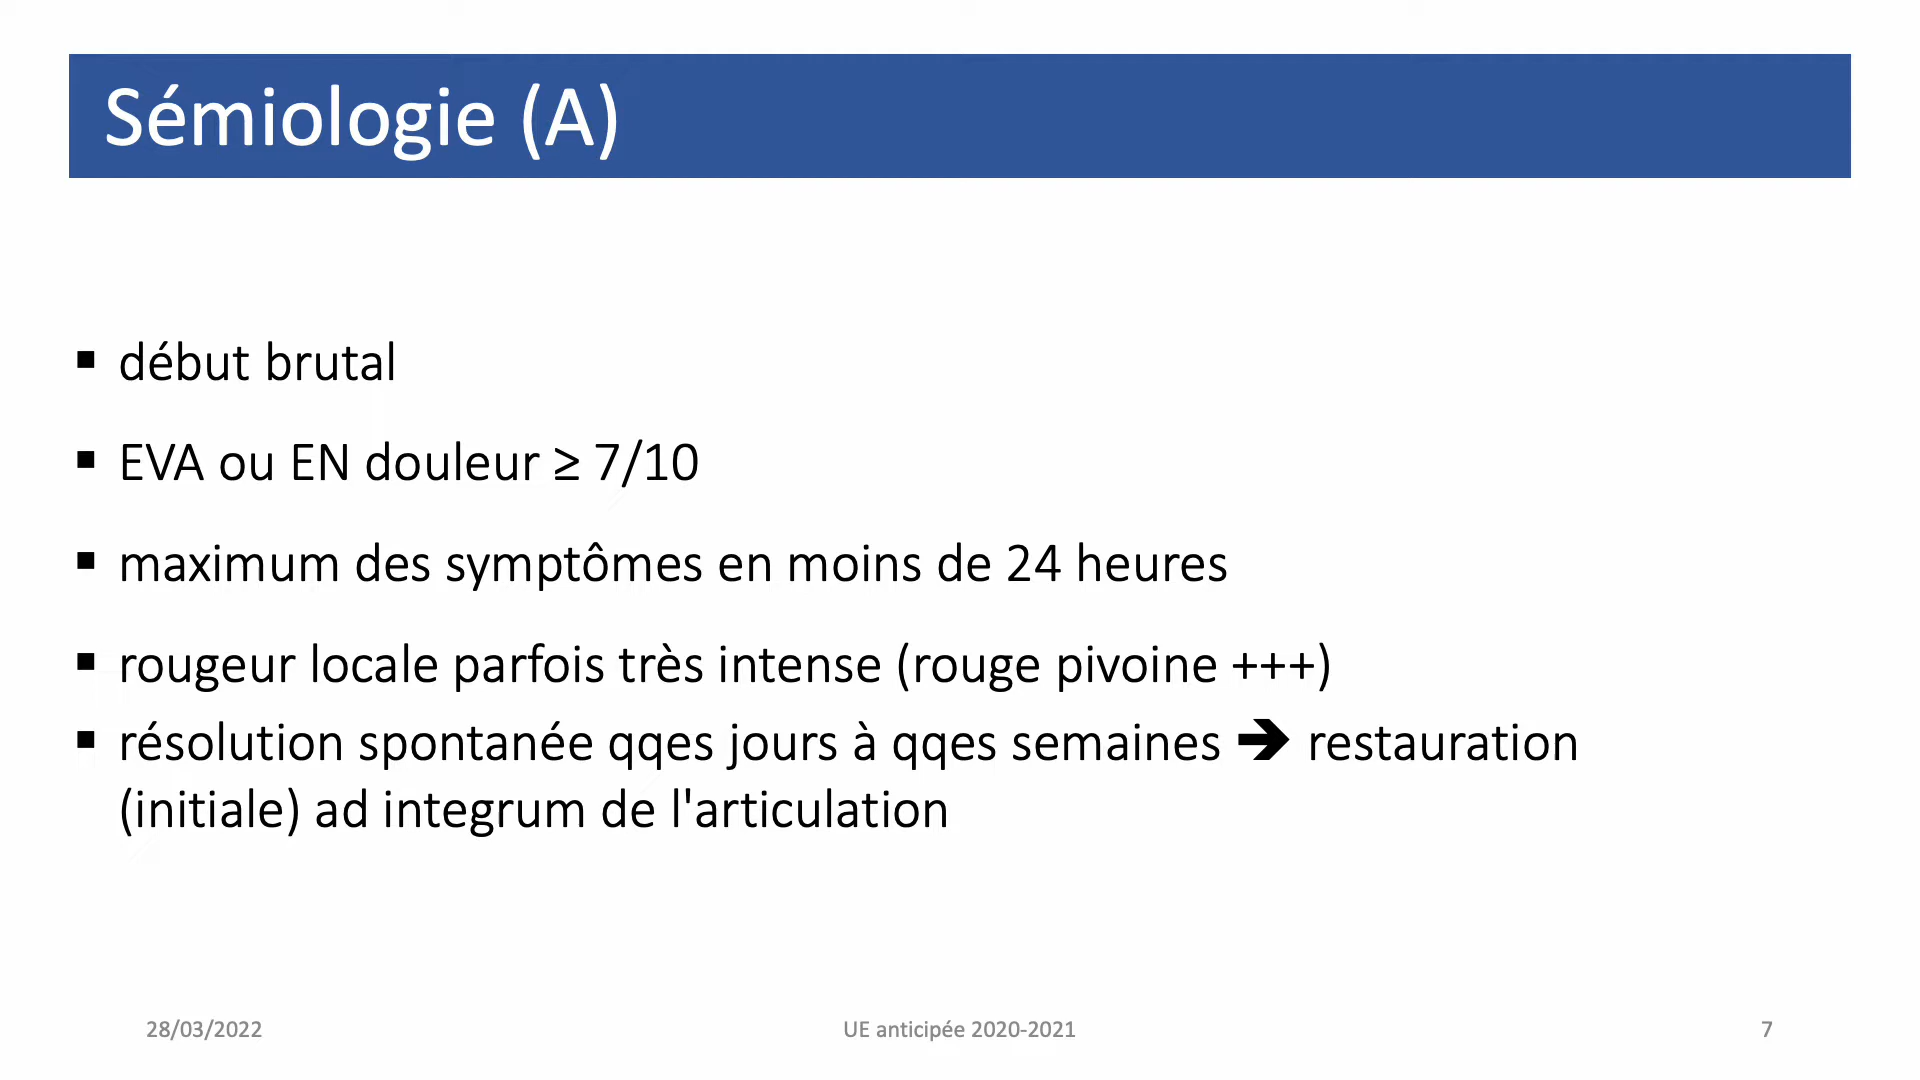 Sémiologie (A)
▪ début brutal
▪ EVA ou EN douleur ≥ 7/10
▪ maximum des symptômes en moins de 24 heures
▪ rougeur locale parfois très intense (rouge pivoine +++)
▪ résolution spontanée qqes jours à qqes semaines ➔ restauration
(initiale) ad integrum de l'articulation
28/03/2022
UE anticipée 2020-2021
7